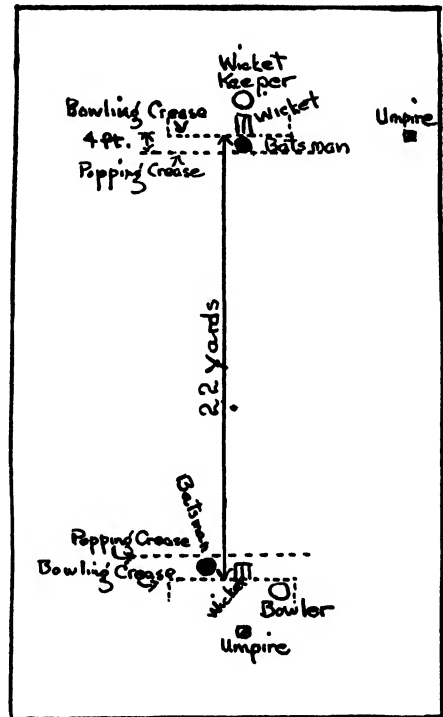 Wicket
Keeper
Bowling Crease
Wicket
Umpire
4 ft.
Batsman
Popping Crease
22 Yards
Batsman
Popping Crease
Bowling Crease
Wicket
Bowler
Umpire